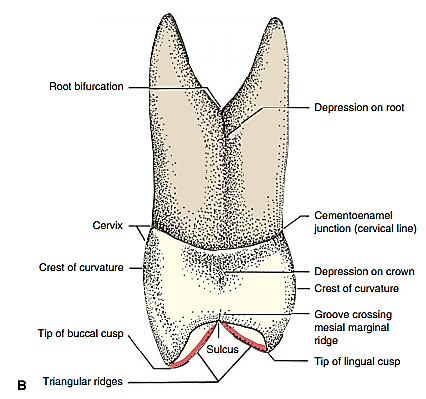 Root bifurcation
Depression on root
Cementoenamel
junction (cervical line)
Cervix
Crest of curvature
Depression on crown
Crest of curvature
Groove crossing
mesial marginal
ridge
Tip of buccal cusp
Sulcus
Tip of lingual cusp
B
Triangular ridges